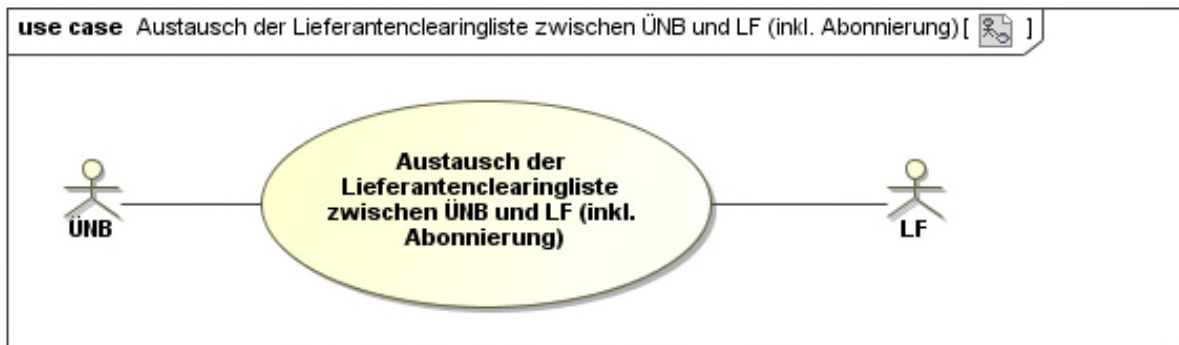 use case Austausch der Lieferantenclearingliste zwischen ÜNB und LF (inkl. Abonnierung) [ ]
Austausch der
Lieferantenclearingliste
zwischen ÜNB und LF (inkl.
Abonnierung)
ÜNB
LF